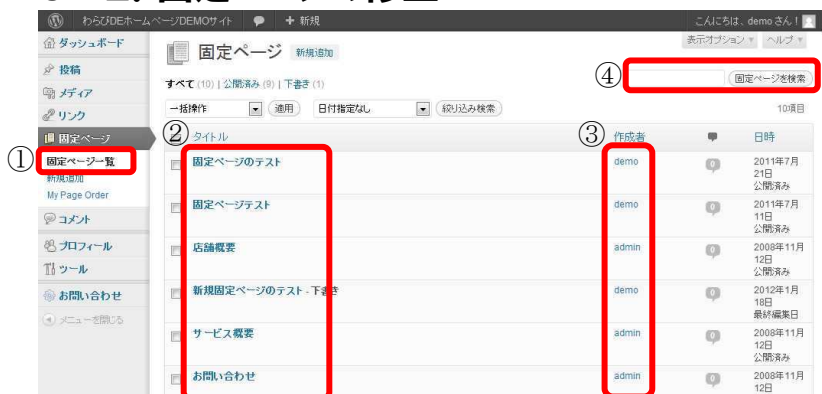 わらびDEホームページDEMOサイト + 新規 こんにちは、demoさん！
表示オプション ヘルプ
ダッシュボード
投稿
メディア
リンク
固定ページ
① 固定ページ一覧
新規追加
My Page Order
コメント
プロフィール
ツール
お問い合わせ
メニューを閉じる
固定ページ 新規追加
すべて (10) | 公開済み (9) | 下書き (1)
④ 固定ページを検索
一括操作 適用 日付指定なし 絞り込み検索 10項目
② タイトル ③ 作成者 日時
固定ページのテスト demo 0 2011年7月
21日
公開済み
固定ページテスト demo 0 2011年7月
11日
公開済み
店舗概要 admin 0 2008年11月
12日
公開済み
新規固定ページのテスト - 下書き demo 0 2012年1月
18日
最終編集日
サービス概要 admin 0 2008年11月
12日
公開済み
お問い合わせ admin 0 2008年11月
12日